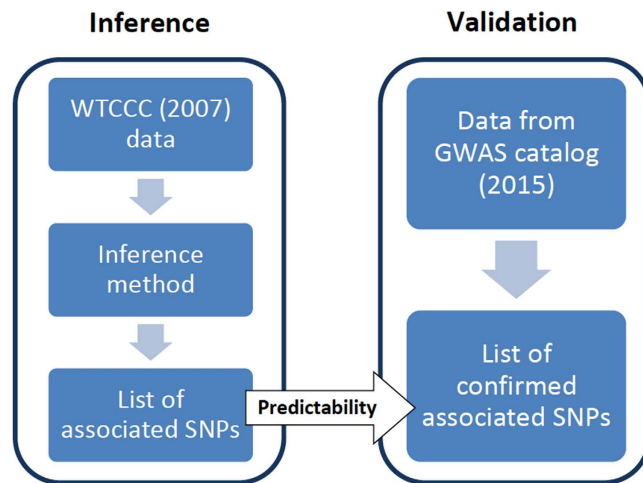 Inference
WTCCC (2007)
data
Inference
method
List of
associated SNPs
Predictability
Validation
Data from
GWAS catalog
(2015)
List of
confirmed
associated SNPs